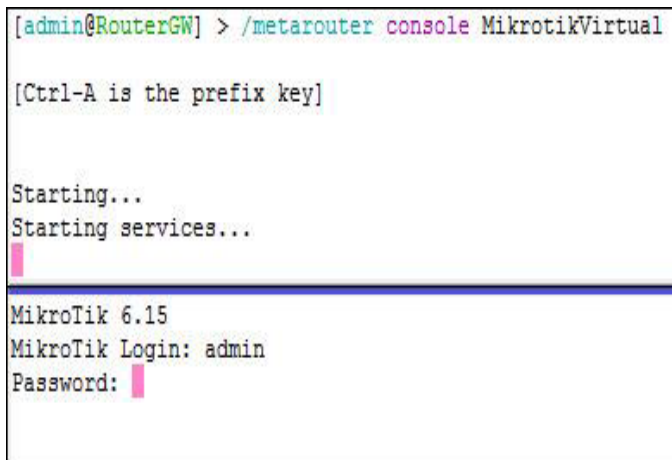 [admin@RouterGW] > /metarouter console MikrotikVirtual
[Ctrl-A is the prefix key]
Starting...
Starting services...
MikroTik 6.15
MikroTik Login: admin
Password: